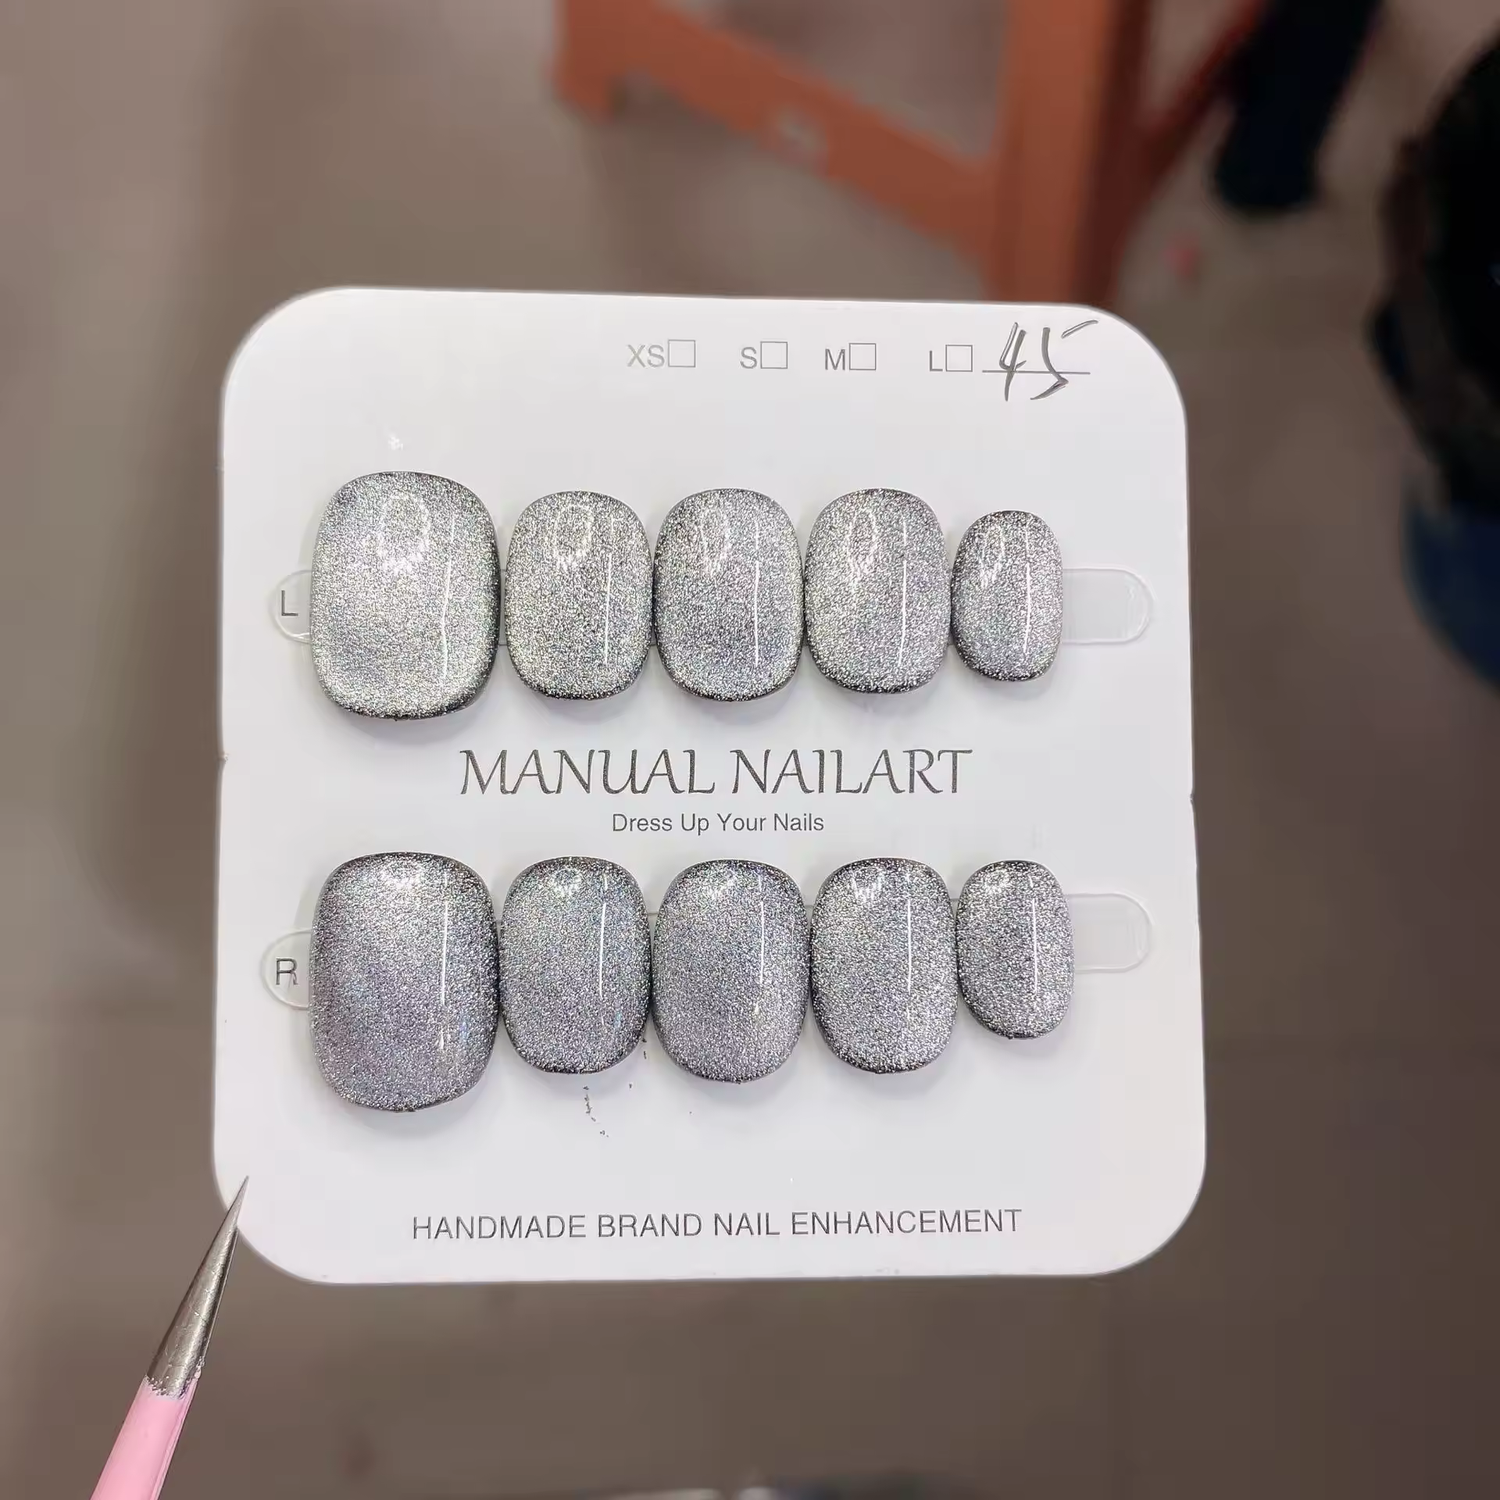 XS□ S□ M□ L□ 45
L
MANUAL NAILART
Dress Up Your Nails
R
HANDMADE BRAND NAIL ENHANCEMENT